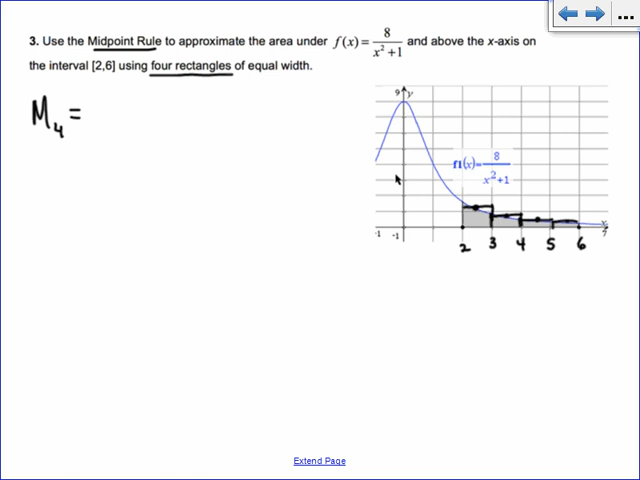 3. Use the Midpoint Rule to approximate the area under f(x) = 8/(x²+1) and above the x-axis on
the interval [2,6] using four rectangles of equal width.
M₄ =
9 y
f1(x)=8/(x²+1)
x
-1 -1 7
2 3 4 5 6
Extend Page